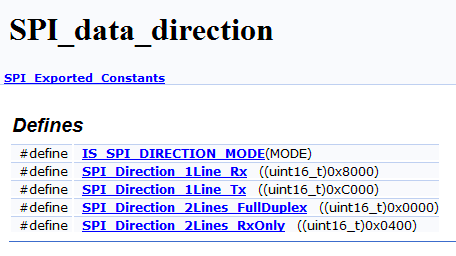 SPI_data_direction
SPI_Exported_Constants
Defines
#define IS_SPI_DIRECTION_MODE(MODE)
#define SPI_Direction_1Line_Rx ((uint16_t)0x8000)
#define SPI_Direction_1Line_Tx ((uint16_t)0xC000)
#define SPI_Direction_2Lines_FullDuplex ((uint16_t)0x0000)
#define SPI_Direction_2Lines_RxOnly ((uint16_t)0x0400)